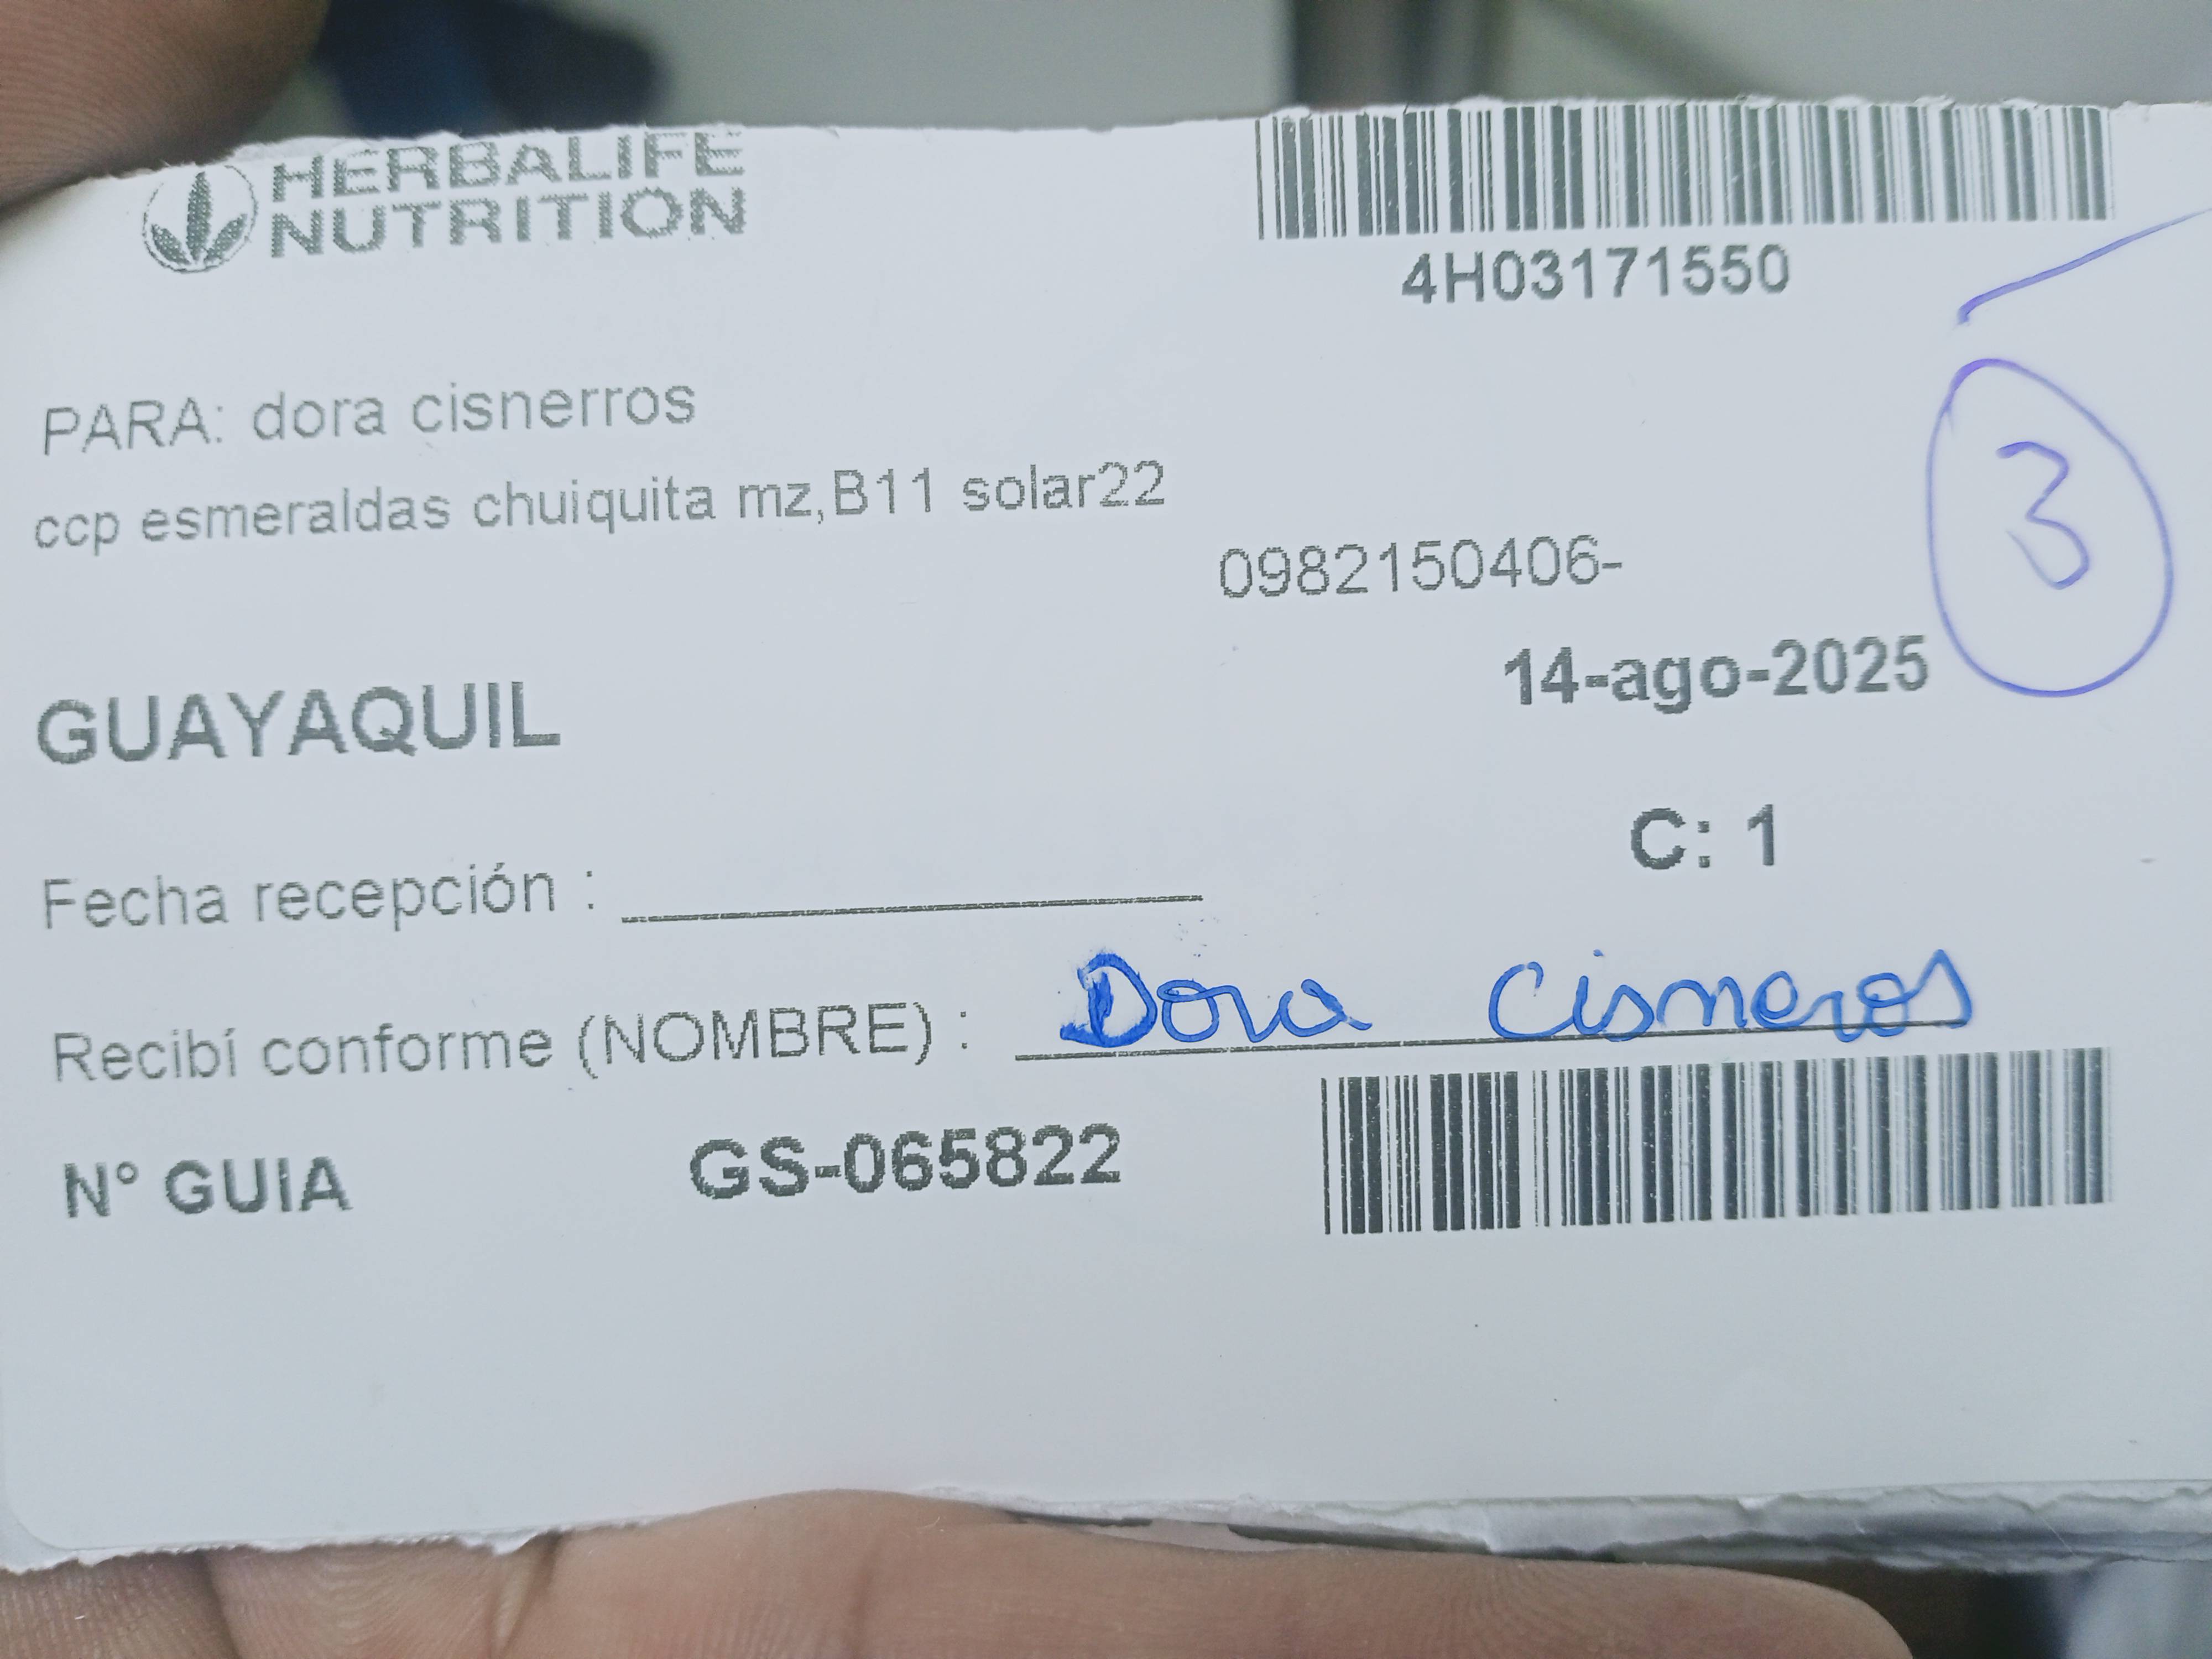 HERBALIFE
NUTRITION
4H03171550
PARA: dora cisnerros
ccp esmeraldas chuiquita mz,B11 solar22
0982150406-
3
14-ago-2025
GUAYAQUIL
C: 1
Fecha recepción :
Recibí conforme (NOMBRE) : Dora Cisneros
N° GUIA GS-065822